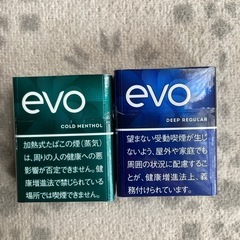 evo
COLD MENTHOL
加熱式たばこの煙(蒸気)
は、周りの人の健康への悪
影響が否定できません。健
康増進法で禁じられている
場所では喫煙できません。
evo
DEEP REGULAR
望まない受動喫煙が生じ
ないよう、屋外や家庭でも
周囲の状況に配慮するこ
とが、健康増進法上、義
務付けられています。